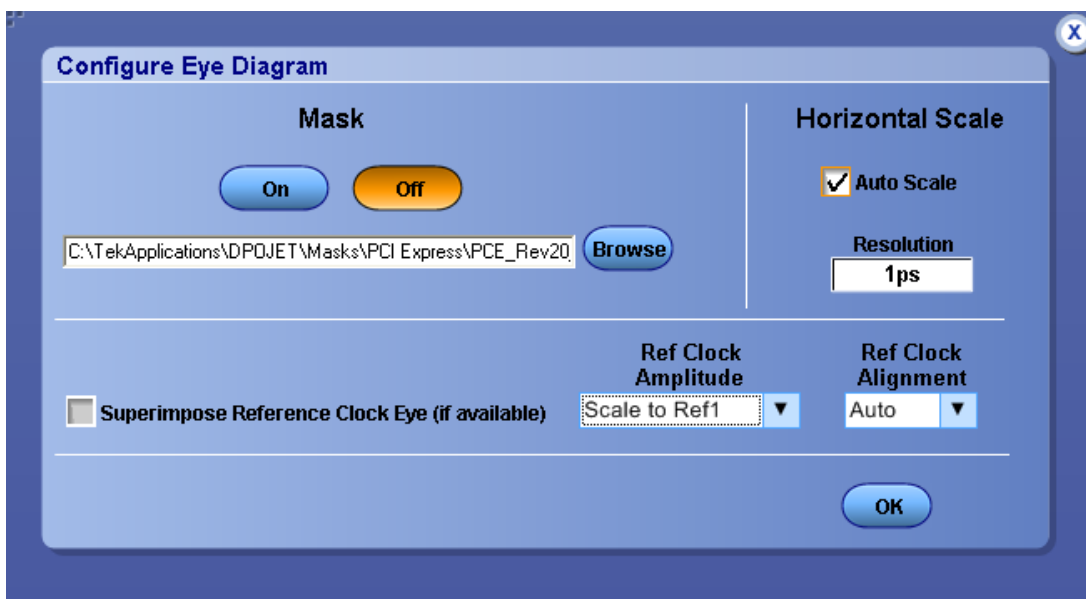 X
Configure Eye Diagram
Mask
Horizontal Scale
On
Off
Auto Scale
C:\TekApplications\DPOJET\Masks\PCI Express\PCE_Rev20_
Browse
Resolution
1ps
Ref Clock
Amplitude
Ref Clock
Alignment
Superimpose Reference Clock Eye (if available)
Scale to Ref1
Auto
OK